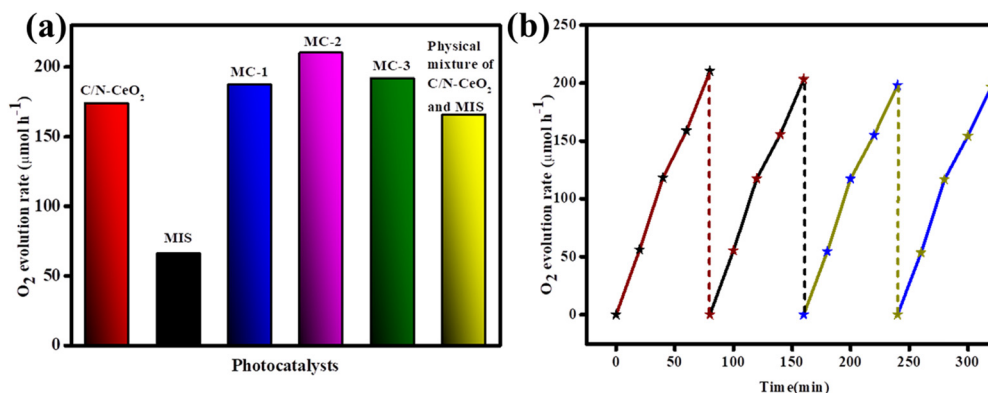 (a)
O₂ evolution rate (μmol h⁻¹)
200
150
100
50
0
C/N-CeO₂
MIS
MC-1
MC-2
MC-3
Physical
mixture of
C/N-CeO₂
and MIS
Photocatalysts
(b)
O₂ evolution rate (μmol h⁻¹)
250
200
150
100
50
0
0 50 100 150 200 250 300
Time(min)